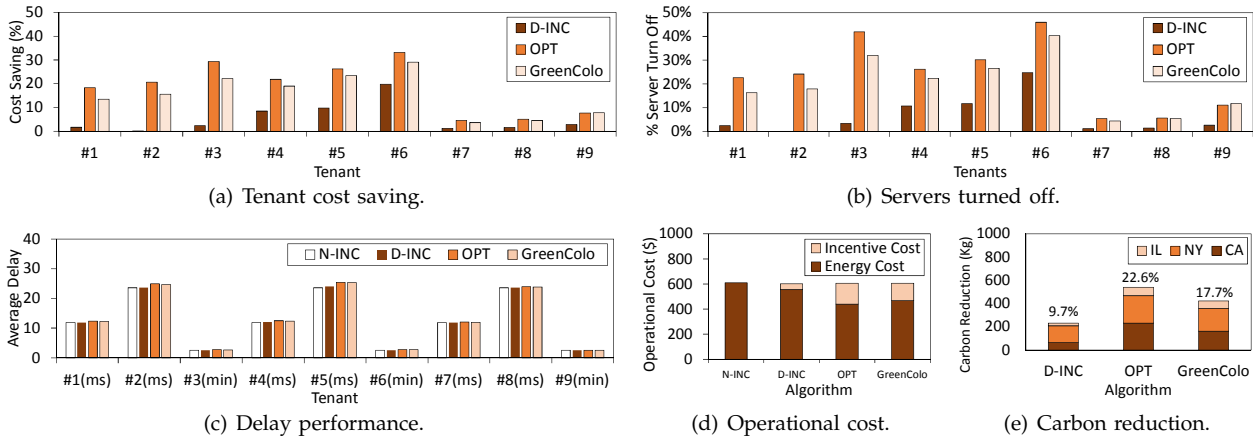 50
40
30
20
10
0
Cost Saving (%)
D-INC
OPT
GreenColo
#1 #2 #3 #4 #5 #6 #7 #8 #9
Tenant
(a) Tenant cost saving.
50%
40%
30%
20%
10%
0%
% Server Turn Off
D-INC
OPT
GreenColo
#1 #2 #3 #4 #5 #6 #7 #8 #9
Tenants
(b) Servers turned off.
40
30
20
10
0
Average Delay
N-INC D-INC OPT GreenColo
#1(ms) #2(ms) #3(min) #4(ms) #5(ms) #6(min) #7(ms) #8(ms) #9(min)
Tenant
(c) Delay performance.
1000
800
600
400
200
0
Operational Cost ($)
Incentive Cost
Energy Cost
N-INC D-INC OPT GreenColo
Algorithm
(d) Operational cost.
1000
800
600
400
200
0
Carbon Reduction (Kg)
IL NY CA
9.7% 22.6% 17.7%
D-INC OPT GreenColo
Algorithm
(e) Carbon reduction.